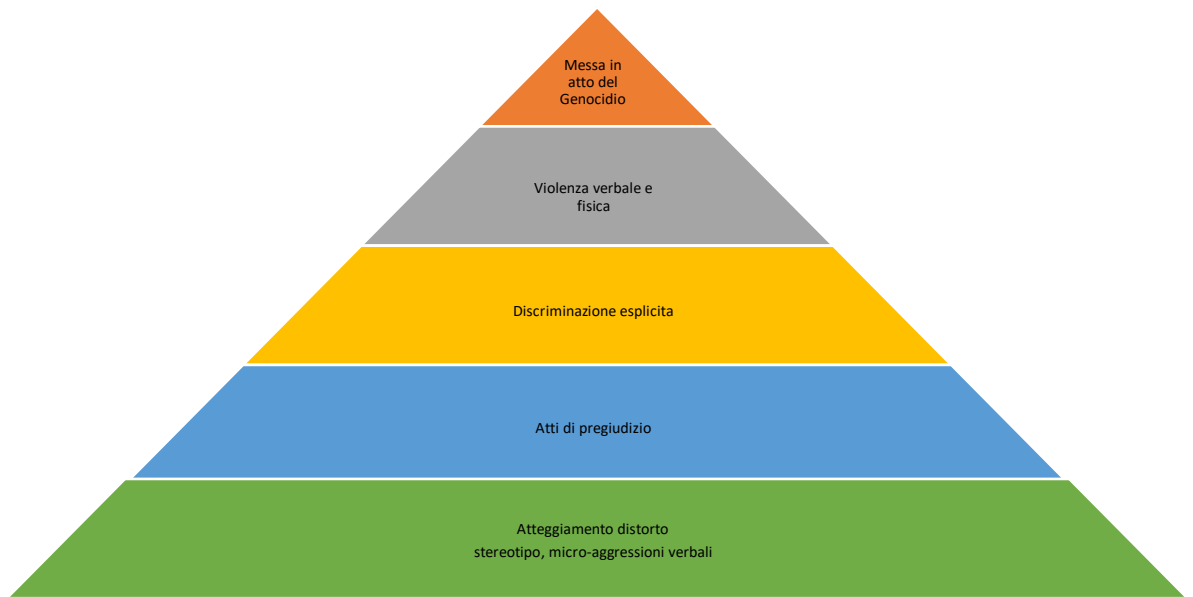 Messa in
atto del
Genocidio
Violenza verbale e
fisica
Discriminazione esplicita
Atti di pregiudizio
Atteggiamento distorto
stereotipo, micro-aggressioni verbali